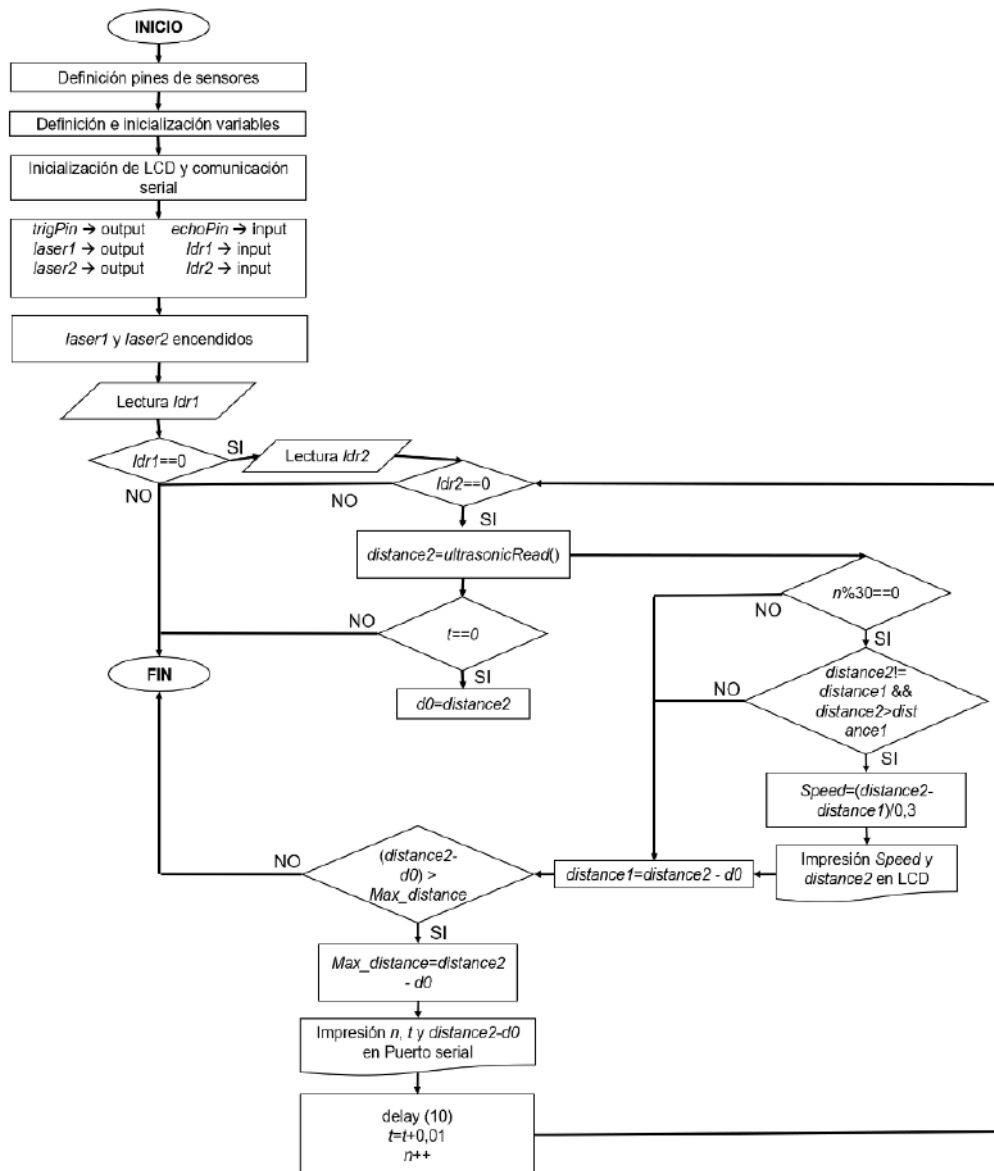 INICIO
Definición pines de sensores
Definición e inicialización variables
Inicialización de LCD y comunicación
serial
trigPin → output echoPin → input
laser1 → output ldr1 → input
laser2 → output ldr2 → input
laser1 y laser2 encendidos
Lectura ldr1
ldr1==0
SI
NO
Lectura ldr2
ldr2==0
NO
SI
distance2=ultrasonicRead()
t==0
NO
SI
d0=distance2
FIN
n%30==0
NO
SI
distance2!=
distance1 &&
distance2>dist
ance1
NO
SI
Speed=(distance2-
distance1)/0,3
Impresión Speed y
distance2 en LCD
distance1=distance2 - d0
(distance2-
d0) >
Max_distance
NO
SI
Max_distance=distance2
- d0
Impresión n, t y distance2-d0
en Puerto serial
delay (10)
t=t+0,01
n++